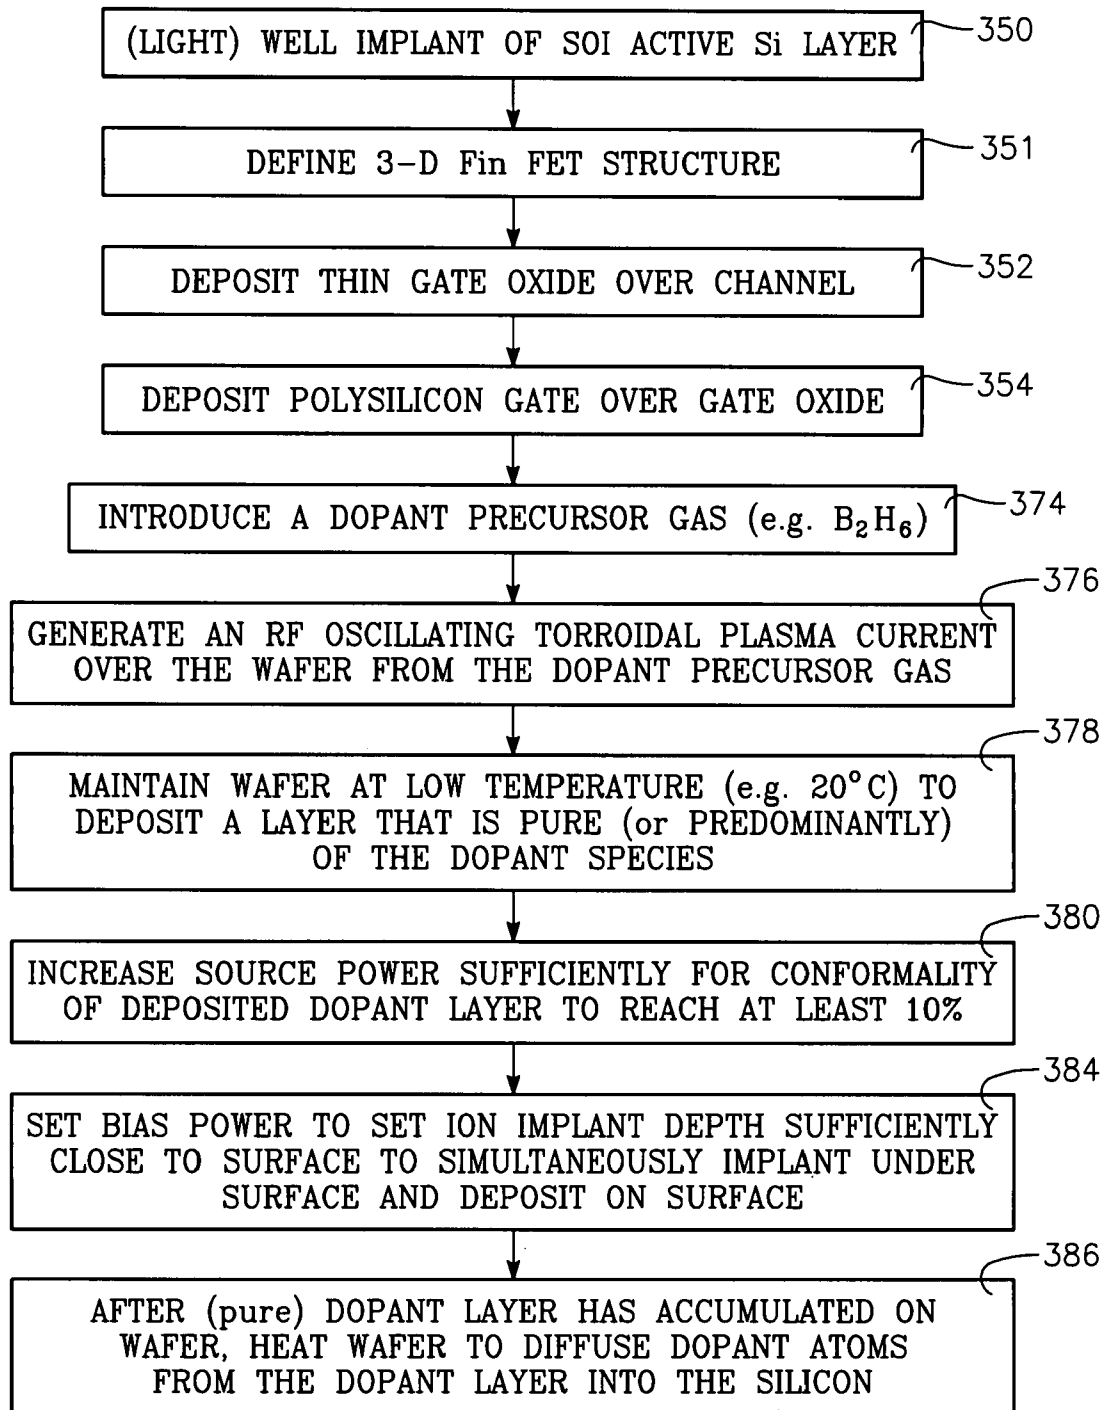 (LIGHT) WELL IMPLANT OF SOI ACTIVE Si LAYER
350
DEFINE 3-D Fin FET STRUCTURE
351
DEPOSIT THIN GATE OXIDE OVER CHANNEL
352
DEPOSIT POLYSILICON GATE OVER GATE OXIDE
354
INTRODUCE A DOPANT PRECURSOR GAS (e.g. B₂H₆)
374
376
GENERATE AN RF OSCILLATING TORROIDAL PLASMA CURRENT
OVER THE WAFER FROM THE DOPANT PRECURSOR GAS
378
MAINTAIN WAFER AT LOW TEMPERATURE (e.g. 20°C) TO
DEPOSIT A LAYER THAT IS PURE (or PREDOMINANTLY)
OF THE DOPANT SPECIES
380
INCREASE SOURCE POWER SUFFICIENTLY FOR CONFORMALITY
OF DEPOSITED DOPANT LAYER TO REACH AT LEAST 10%
384
SET BIAS POWER TO SET ION IMPLANT DEPTH SUFFICIENTLY
CLOSE TO SURFACE TO SIMULTANEOUSLY IMPLANT UNDER
SURFACE AND DEPOSIT ON SURFACE
386
AFTER (pure) DOPANT LAYER HAS ACCUMULATED ON
WAFER, HEAT WAFER TO DIFFUSE DOPANT ATOMS
FROM THE DOPANT LAYER INTO THE SILICON